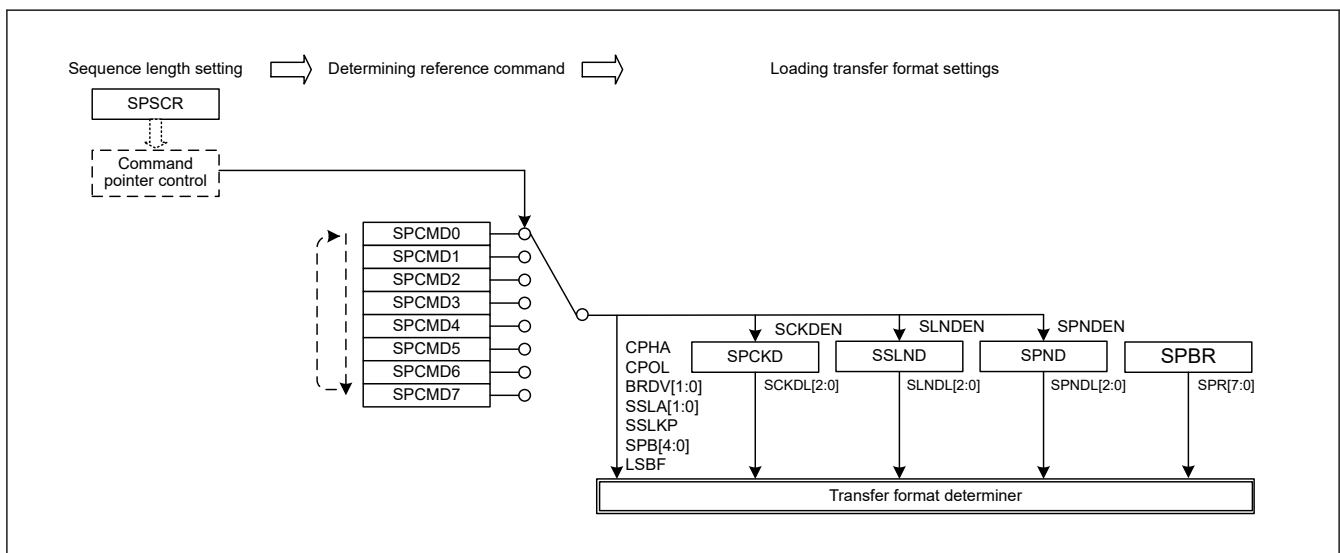 Sequence length setting
Determining reference command
Loading transfer format settings
SPSCR
Command
pointer control
SPCMD0
SPCMD1
SPCMD2
SPCMD3
SPCMD4
SPCMD5
SPCMD6
SPCMD7
CPHA
CPOL
BRDV[1:0]
SSLA[1:0]
SSLKP
SPB[4:0]
LSBF
SCKDEN
SLNDEN
SPNDEN
SPCKD
SSLND
SPND
SPBR
SCKDL[2:0]
SLNDL[2:0]
SPNDL[2:0]
SPR[7:0]
Transfer format determiner